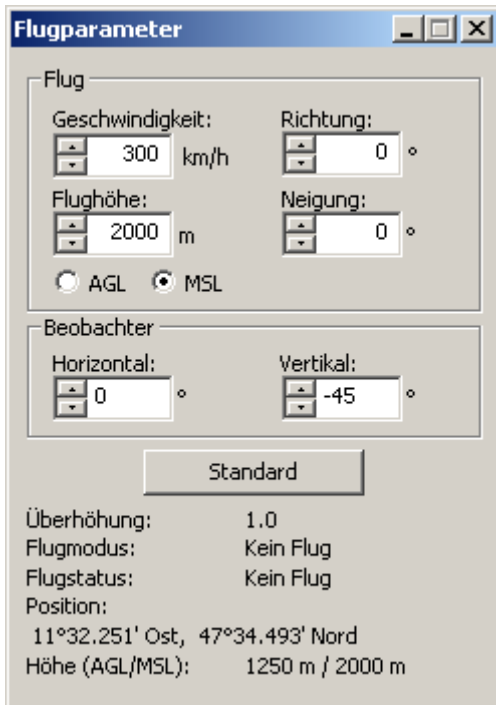 Flugparameter
Flug
Geschwindigkeit: Richtung:
300 km/h 0 °
Flughöhe: Neigung:
2000 m 0 °
AGL MSL
Beobachter
Horizontal: Vertikal:
0 ° -45 °
Standard
Überhöhung: 1.0
Flugmodus: Kein Flug
Flugstatus: Kein Flug
Position:
11°32.251' Ost, 47°34.493' Nord
Höhe (AGL/MSL): 1250 m / 2000 m